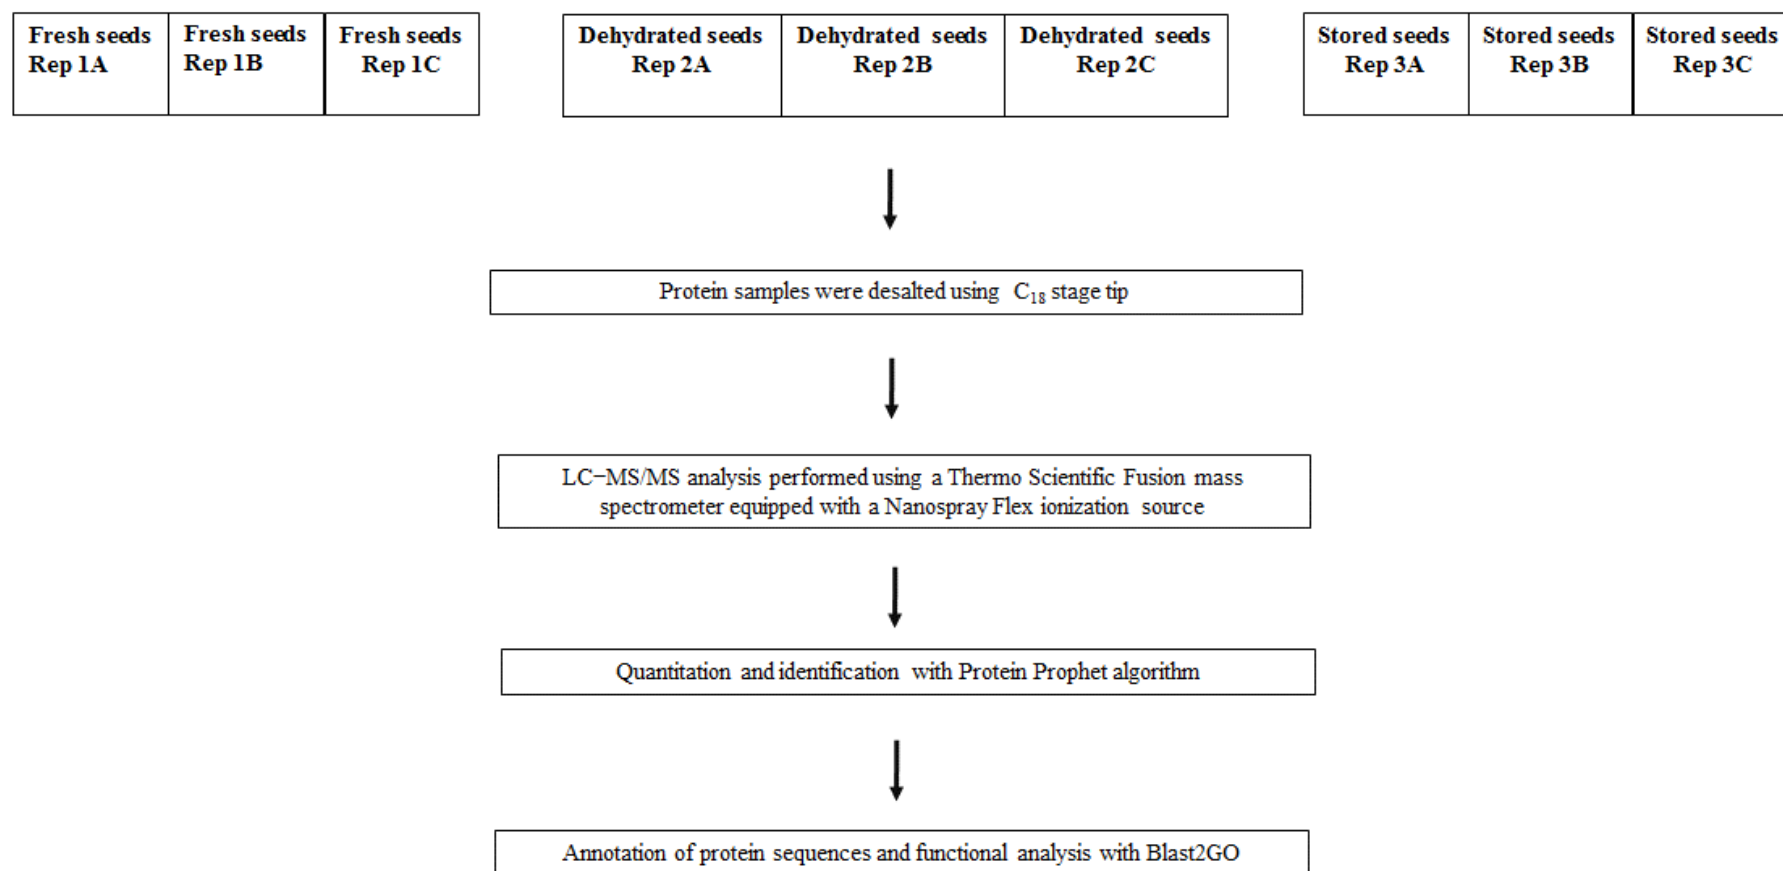 Fresh seeds
Rep 1A
Fresh seeds
Rep 1B
Fresh seeds
Rep 1C
Dehydrated seeds
Rep 2A
Dehydrated seeds
Rep 2B
Dehydrated seeds
Rep 2C
Stored seeds
Rep 3A
Stored seeds
Rep 3B
Stored seeds
Rep 3C
Protein samples were desalted using C₁₈ stage tip
LC−MS/MS analysis performed using a Thermo Scientific Fusion mass
spectrometer equipped with a Nanospray Flex ionization source
Quantitation and identification with Protein Prophet algorithm
Annotation of protein sequences and functional analysis with Blast2GO